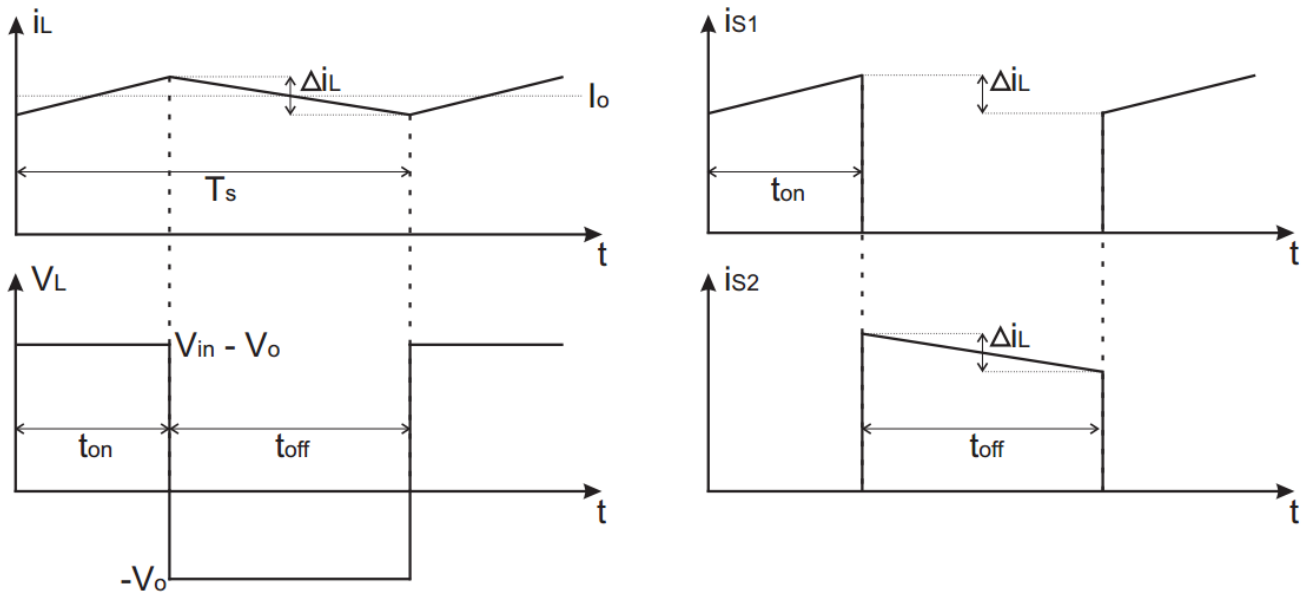 iL
ΔiL
Io
Ts
t
VL
Vin - Vo
ton
toff
t
-Vo
iS1
ΔiL
ton
t
iS2
ΔiL
toff
t